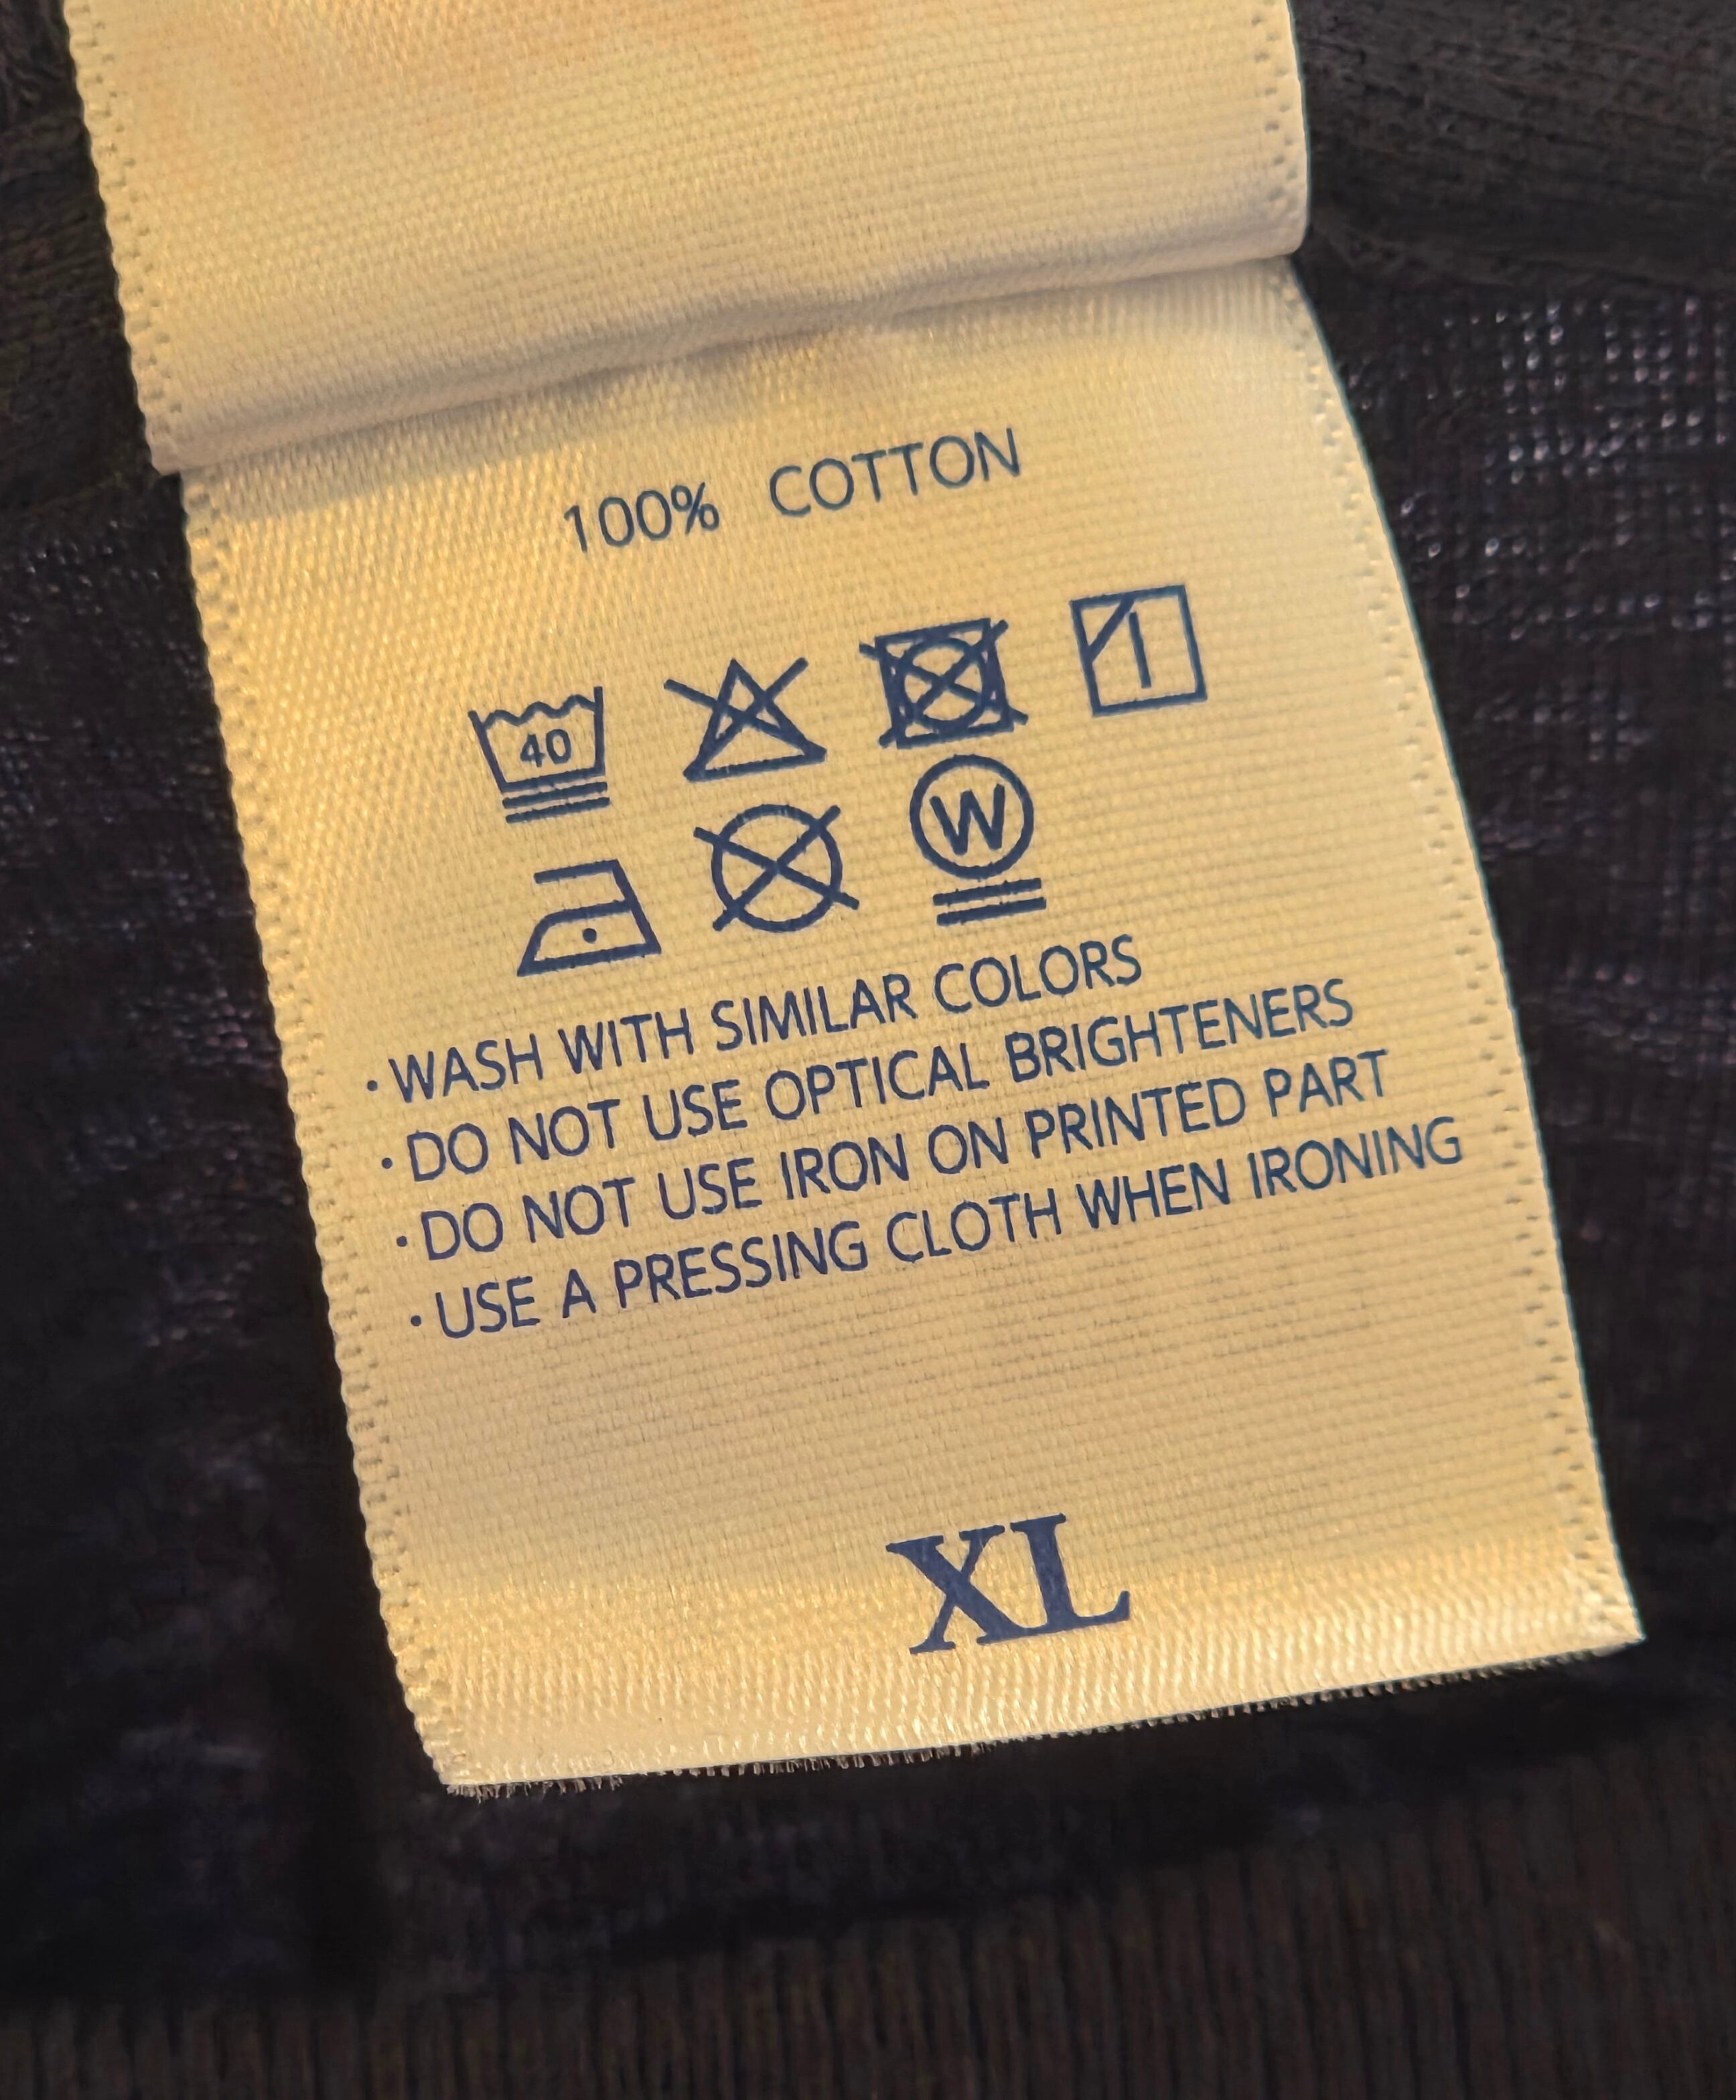 100% COTTON
40
W
· WASH WITH SIMILAR COLORS
· DO NOT USE OPTICAL BRIGHTENERS
· DO NOT USE IRON ON PRINTED PART
· USE A PRESSING CLOTH WHEN IRONING
XL